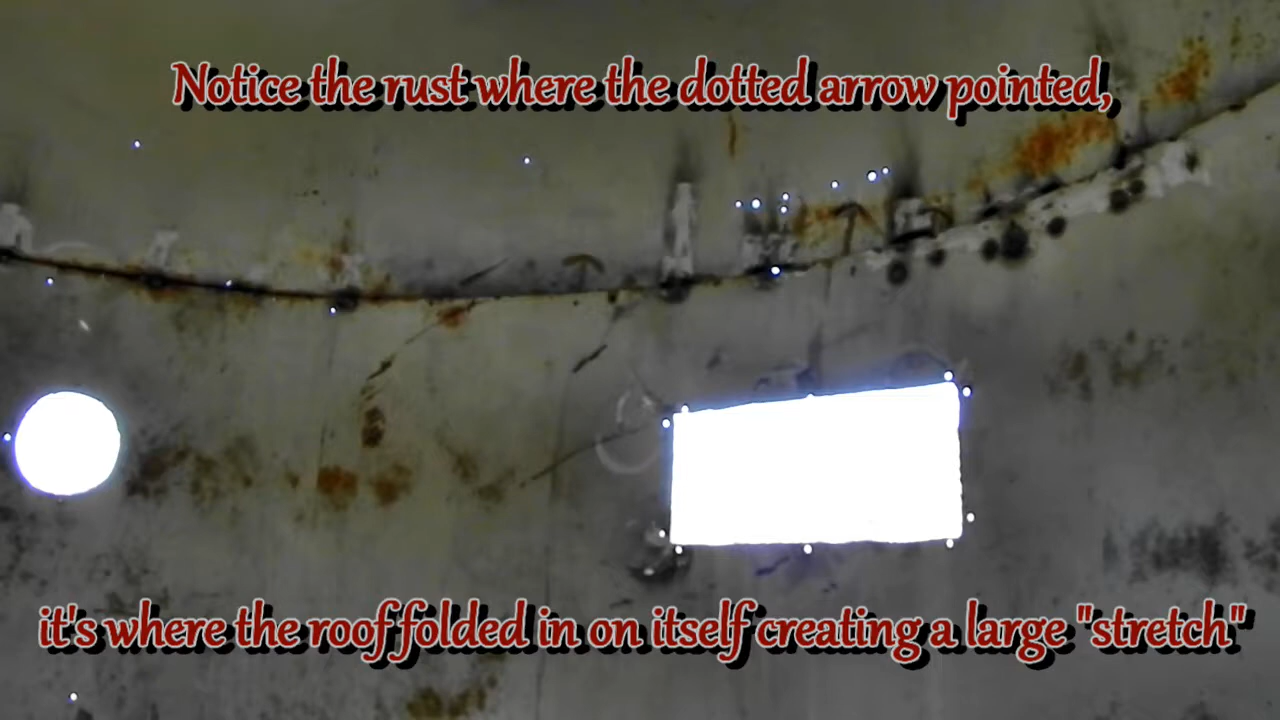 Notice the rust where the dotted arrow pointed,
it's where the roof folded in on itself creating a large "stretch"